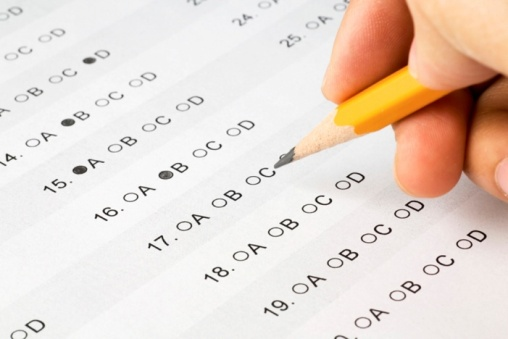 D
C D
A B C D
14. A B C D
15. A B C D
16. A B C D
17. A B C
18. A B C D
19. A B C D
A B C D
D
D
24. A
25. A B